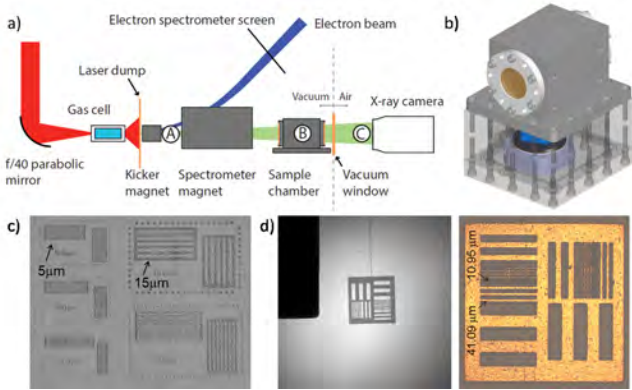 a)
Electron spectrometer screen
Electron beam
b)
Laser dump
Gas cell
Vacuum
Air
X-ray camera
A
B
C
f/40 parabolic
mirror
Kicker
magnet
Spectrometer
magnet
Sample
chamber
Vacuum
window
c)
5μm
15μm
d)
10.95 μm
41.09 μm